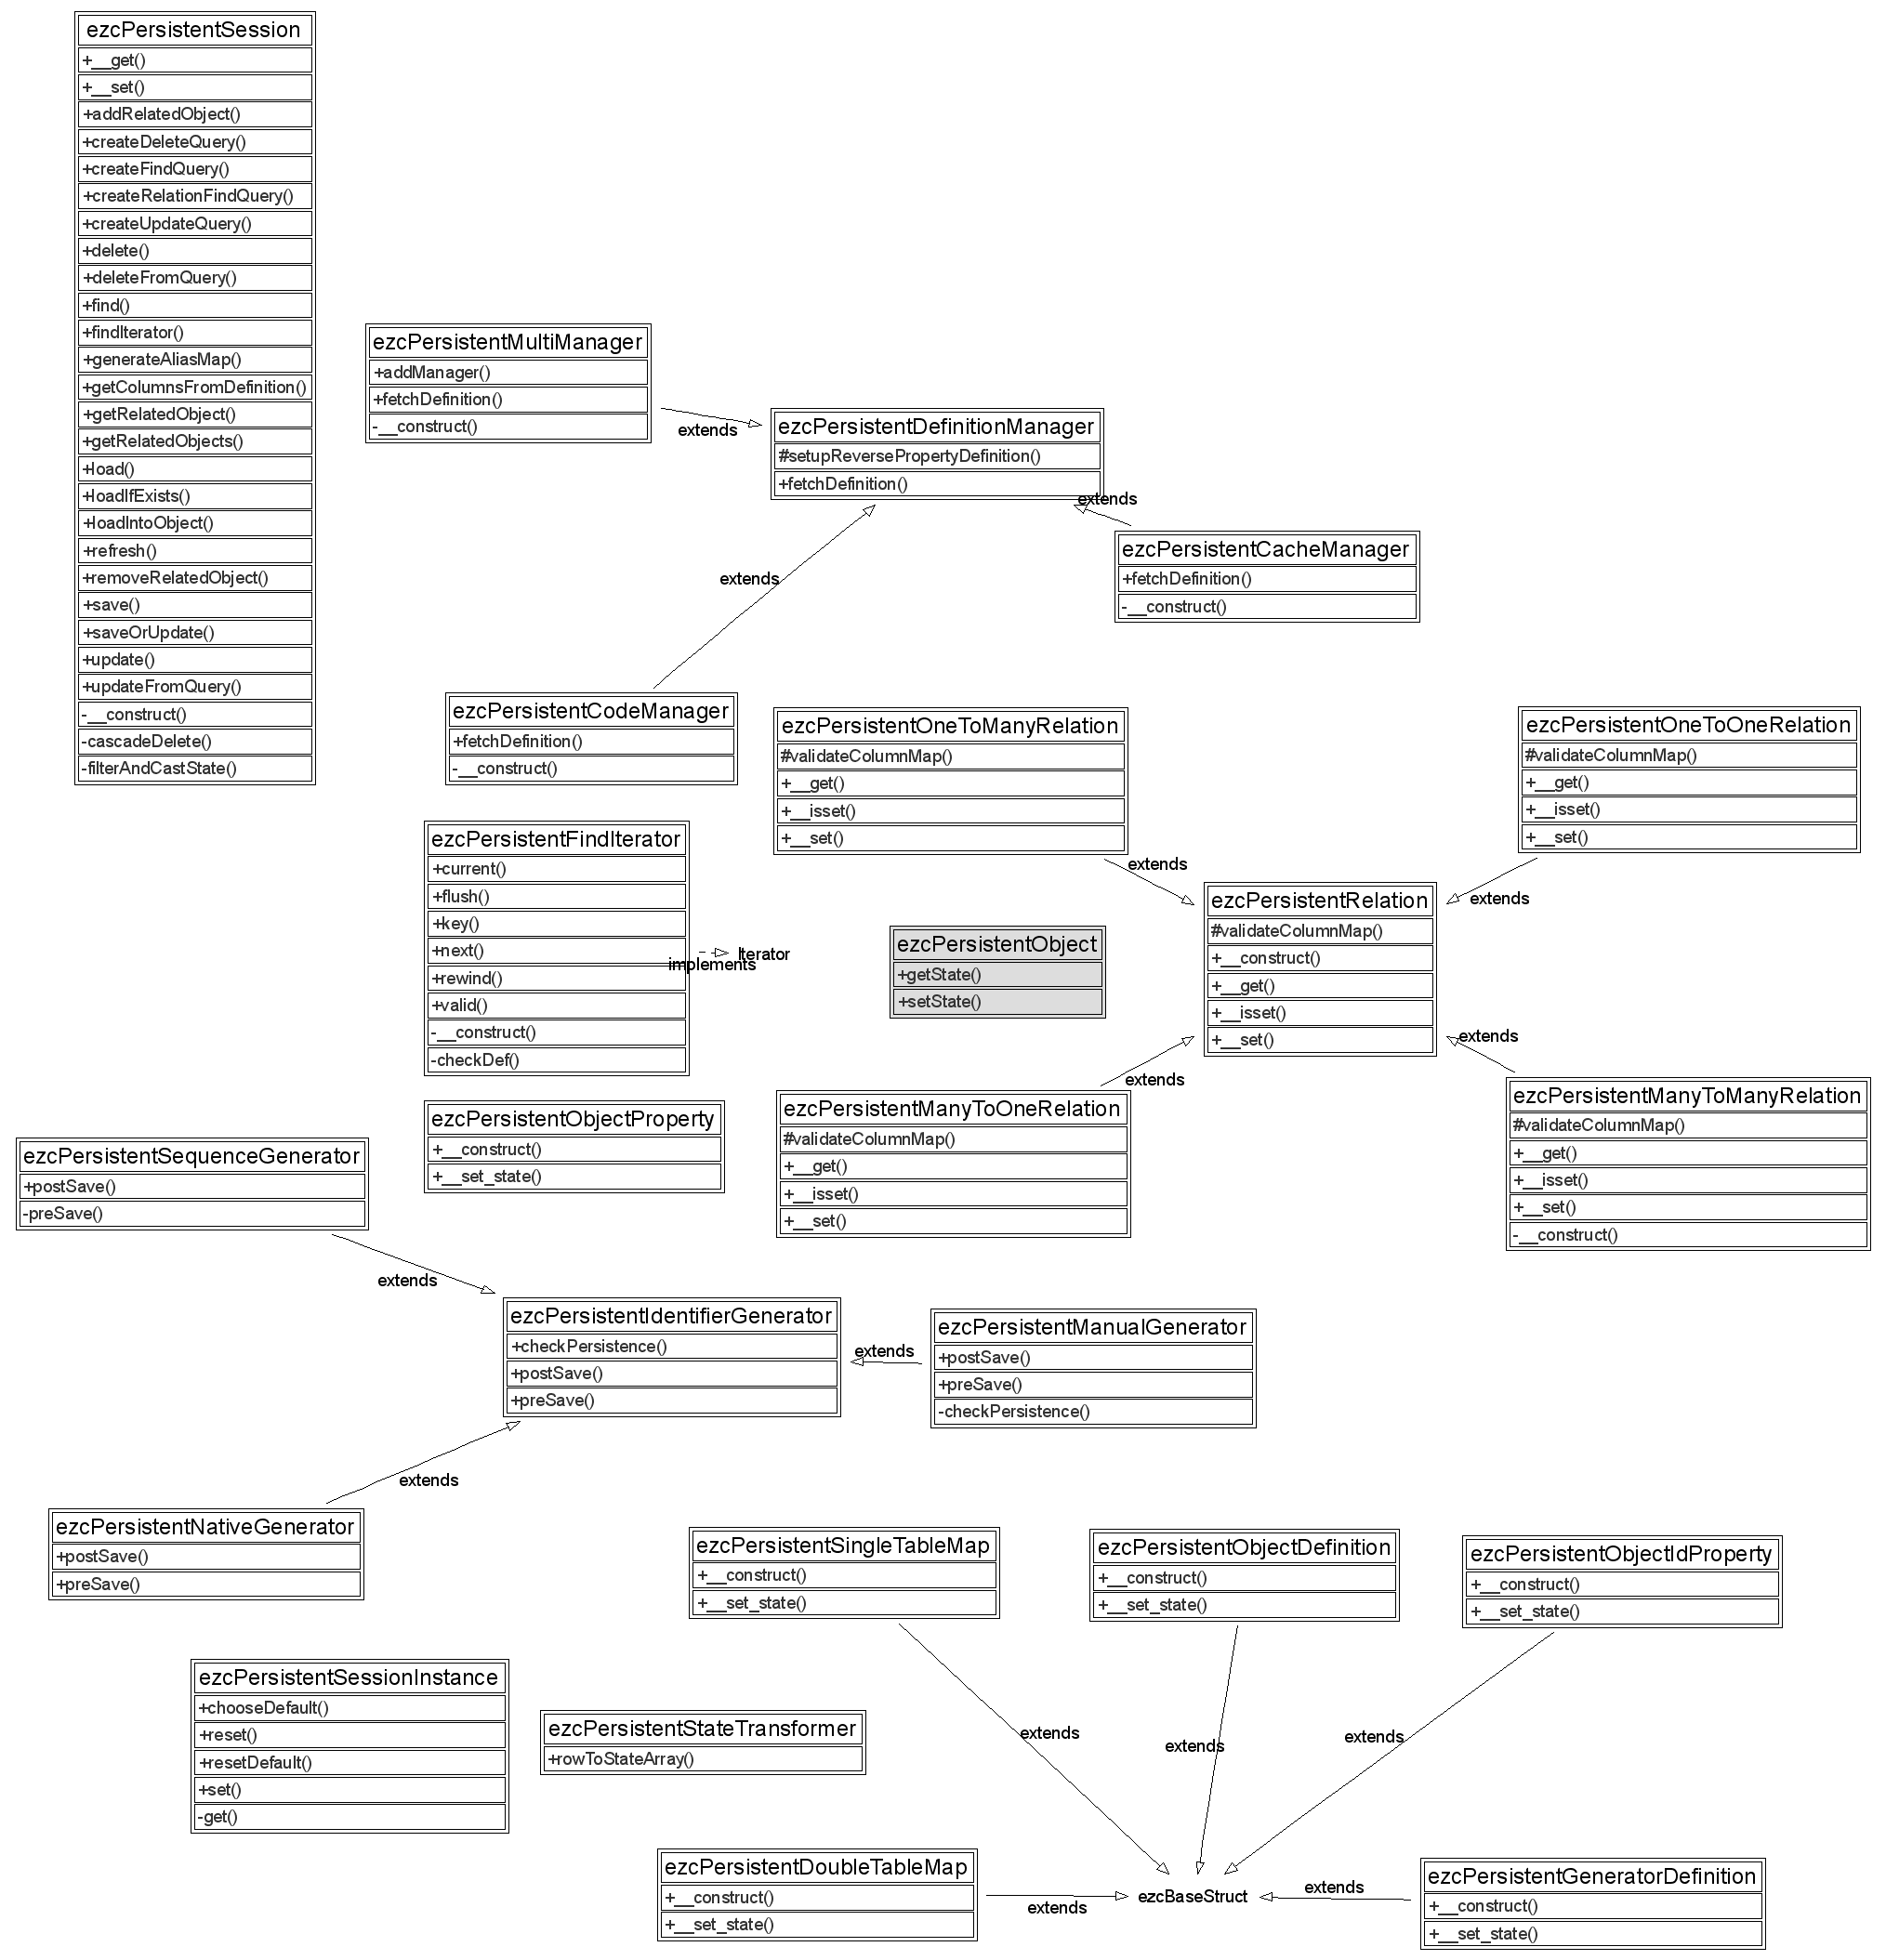 ezcPersistentSession
+__get()
+__set()
+addRelatedObject()
+createDeleteQuery()
+createFindQuery()
+createRelationFindQuery()
+createUpdateQuery()
+delete()
+deleteFromQuery()
+find()
+findIterator()
+generateAliasMap()
+getColumnsFromDefinition()
+getRelatedObject()
+getRelatedObjects()
+load()
+loadIfExists()
+loadIntoObject()
+refresh()
+removeRelatedObject()
+save()
+saveOrUpdate()
+update()
+updateFromQuery()
-__construct()
-cascadeDelete()
-filterAndCastState()
ezcPersistentMultiManager
+addManager()
+fetchDefinition()
-__construct()
extends
ezcPersistentDefinitionManager
#setupReversePropertyDefinition()
+fetchDefinition()
extends
ezcPersistentCacheManager
+fetchDefinition()
-__construct()
extends
ezcPersistentCodeManager
+fetchDefinition()
-__construct()
ezcPersistentOneToManyRelation
#validateColumnMap()
+__get()
+__isset()
+__set()
extends
ezcPersistentOneToOneRelation
#validateColumnMap()
+__get()
+__isset()
+__set()
extends
ezcPersistentFindIterator
+current()
+flush()
+key()
+next()
+rewind()
+valid()
-__construct()
-checkDef()
implements
Iterator
ezcPersistentObject
+getState()
+setState()
ezcPersistentRelation
#validateColumnMap()
+__construct()
+__get()
+__isset()
+__set()
extends
extends
ezcPersistentObjectProperty
+__construct()
+__set_state()
ezcPersistentManyToOneRelation
#validateColumnMap()
+__get()
+__isset()
+__set()
ezcPersistentManyToManyRelation
#validateColumnMap()
+__get()
+__isset()
+__set()
-__construct()
ezcPersistentSequenceGenerator
+postSave()
-preSave()
extends
ezcPersistentIdentifierGenerator
+checkPersistence()
+postSave()
+preSave()
extends
ezcPersistentManualGenerator
+postSave()
+preSave()
-checkPersistence()
extends
ezcPersistentNativeGenerator
+postSave()
+preSave()
ezcPersistentSingleTableMap
+__construct()
+__set_state()
ezcPersistentObjectDefinition
+__construct()
+__set_state()
ezcPersistentObjectIdProperty
+__construct()
+__set_state()
ezcPersistentSessionInstance
+chooseDefault()
+reset()
+resetDefault()
+set()
-get()
ezcPersistentStateTransformer
+rowToStateArray()
extends
extends
extends
ezcPersistentDoubleTableMap
+__construct()
+__set_state()
extends
ezcBaseStruct
extends
ezcPersistentGeneratorDefinition
+__construct()
+__set_state()